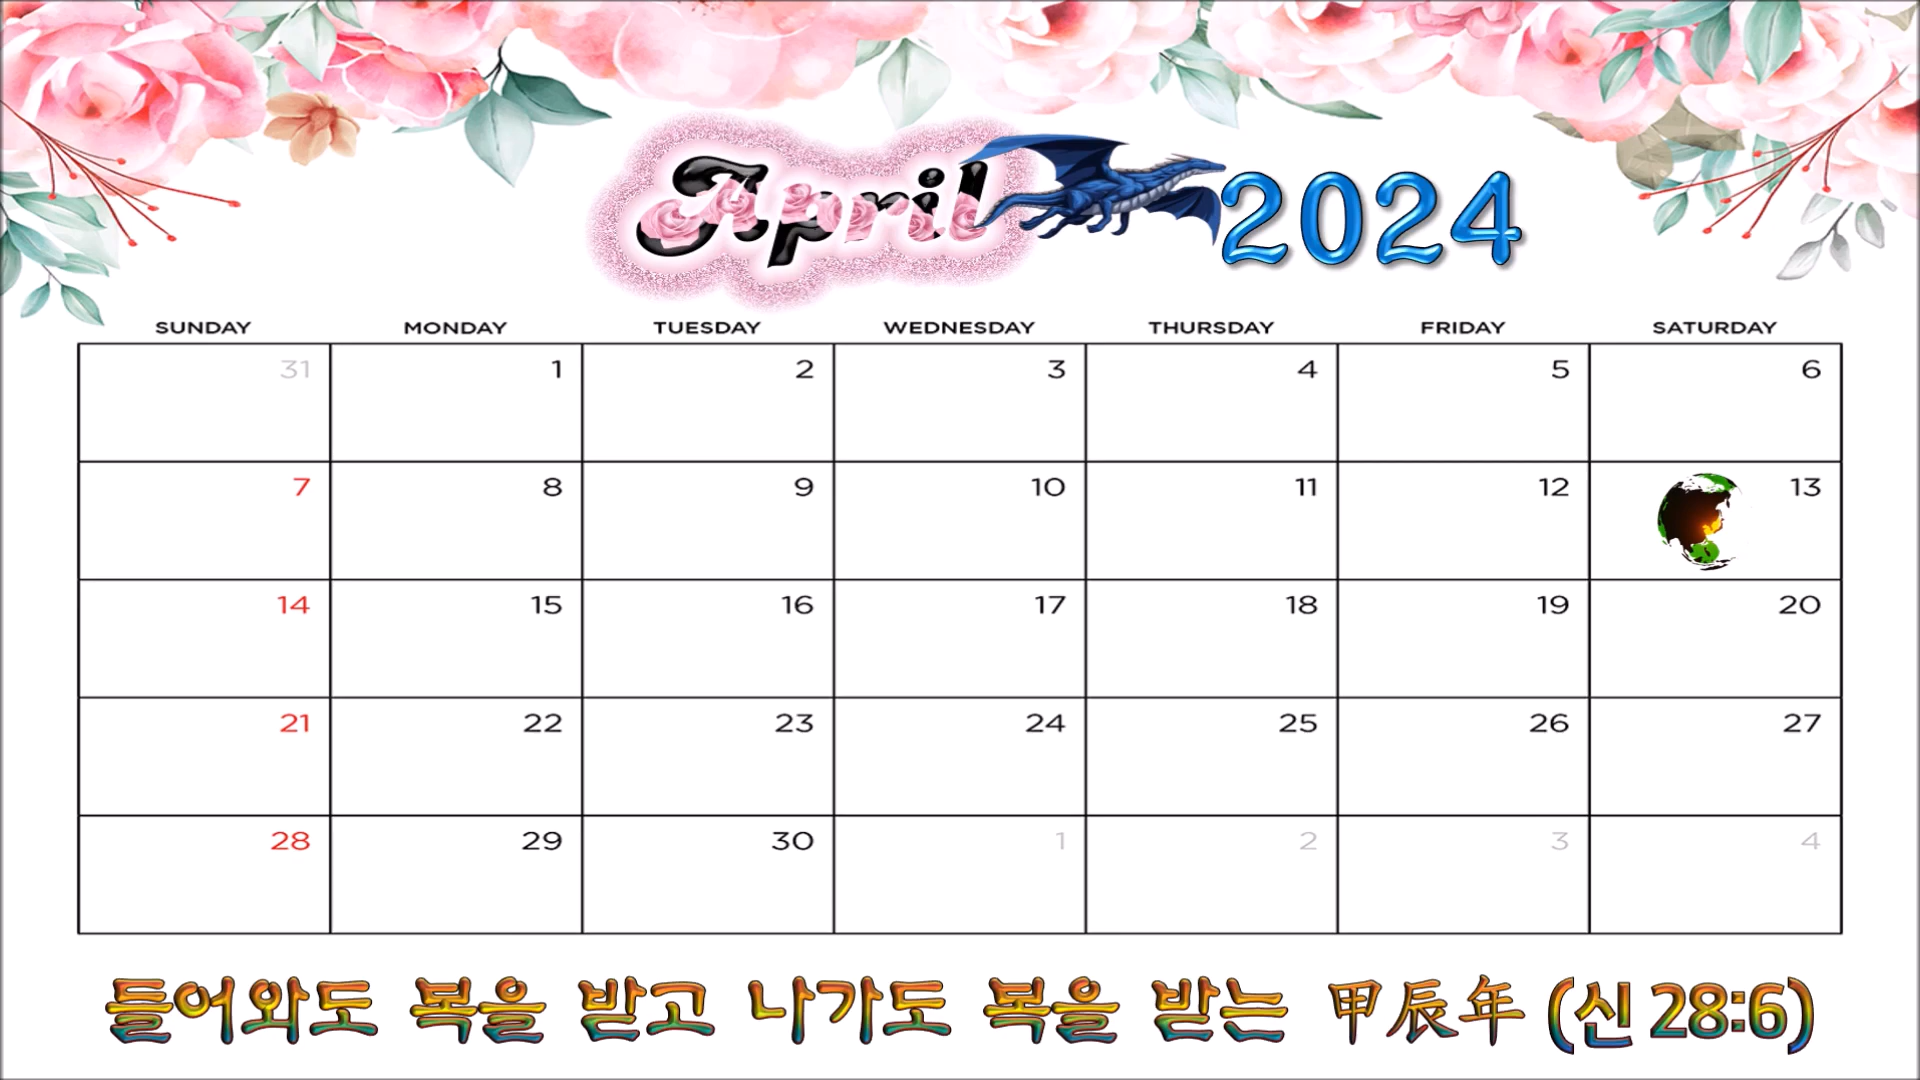 April 2024
SUNDAY MONDAY TUESDAY WEDNESDAY THURSDAY FRIDAY SATURDAY
31 1 2 3 4 5 6
7 8 9 10 11 12 13
14 15 16 17 18 19 20
21 22 23 24 25 26 27
28 29 30 1 2 3 4
들어와도 복을 받고 나가도 복을 받는 甲辰年 (신 28:6)